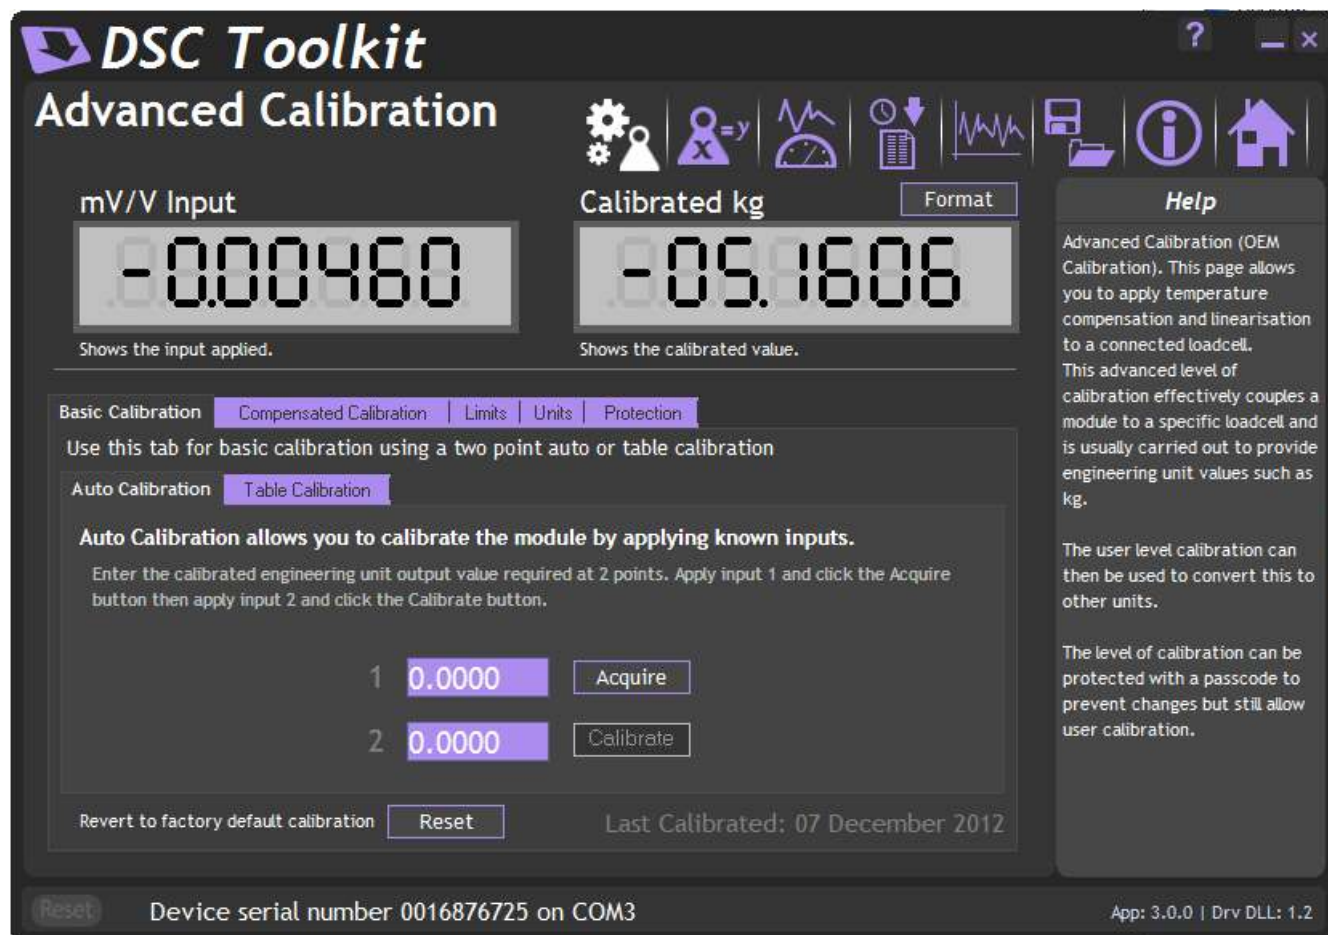 DSC Toolkit
?
Advanced Calibration
x
=y
mV/V Input
Calibrated kg
Format
-0.00460
-05.1606
Shows the input applied.
Shows the calibrated value.
Basic Calibration
Compensated Calibration
Limits
Units
Protection
Use this tab for basic calibration using a two point auto or table calibration
Auto Calibration
Table Calibration
Auto Calibration allows you to calibrate the module by applying known inputs.
Enter the calibrated engineering unit output value required at 2 points. Apply input 1 and click the Acquire
button then apply input 2 and click the Calibrate button.
1
0.0000
Acquire
2
0.0000
Calibrate
Revert to factory default calibration
Reset
Last Calibrated: 07 December 2012
Help
Advanced Calibration (OEM
Calibration). This page allows
you to apply temperature
compensation and linearisation
to a connected loadcell.
This advanced level of
calibration effectively couples a
module to a specific loadcell and
is usually carried out to provide
engineering unit values such as
kg.
The user level calibration can
then be used to convert this to
other units.
The level of calibration can be
protected with a passcode to
prevent changes but still allow
user calibration.
Reset
Device serial number 0016876725 on COM3
App: 3.0.0 | Drv DLL: 1.2